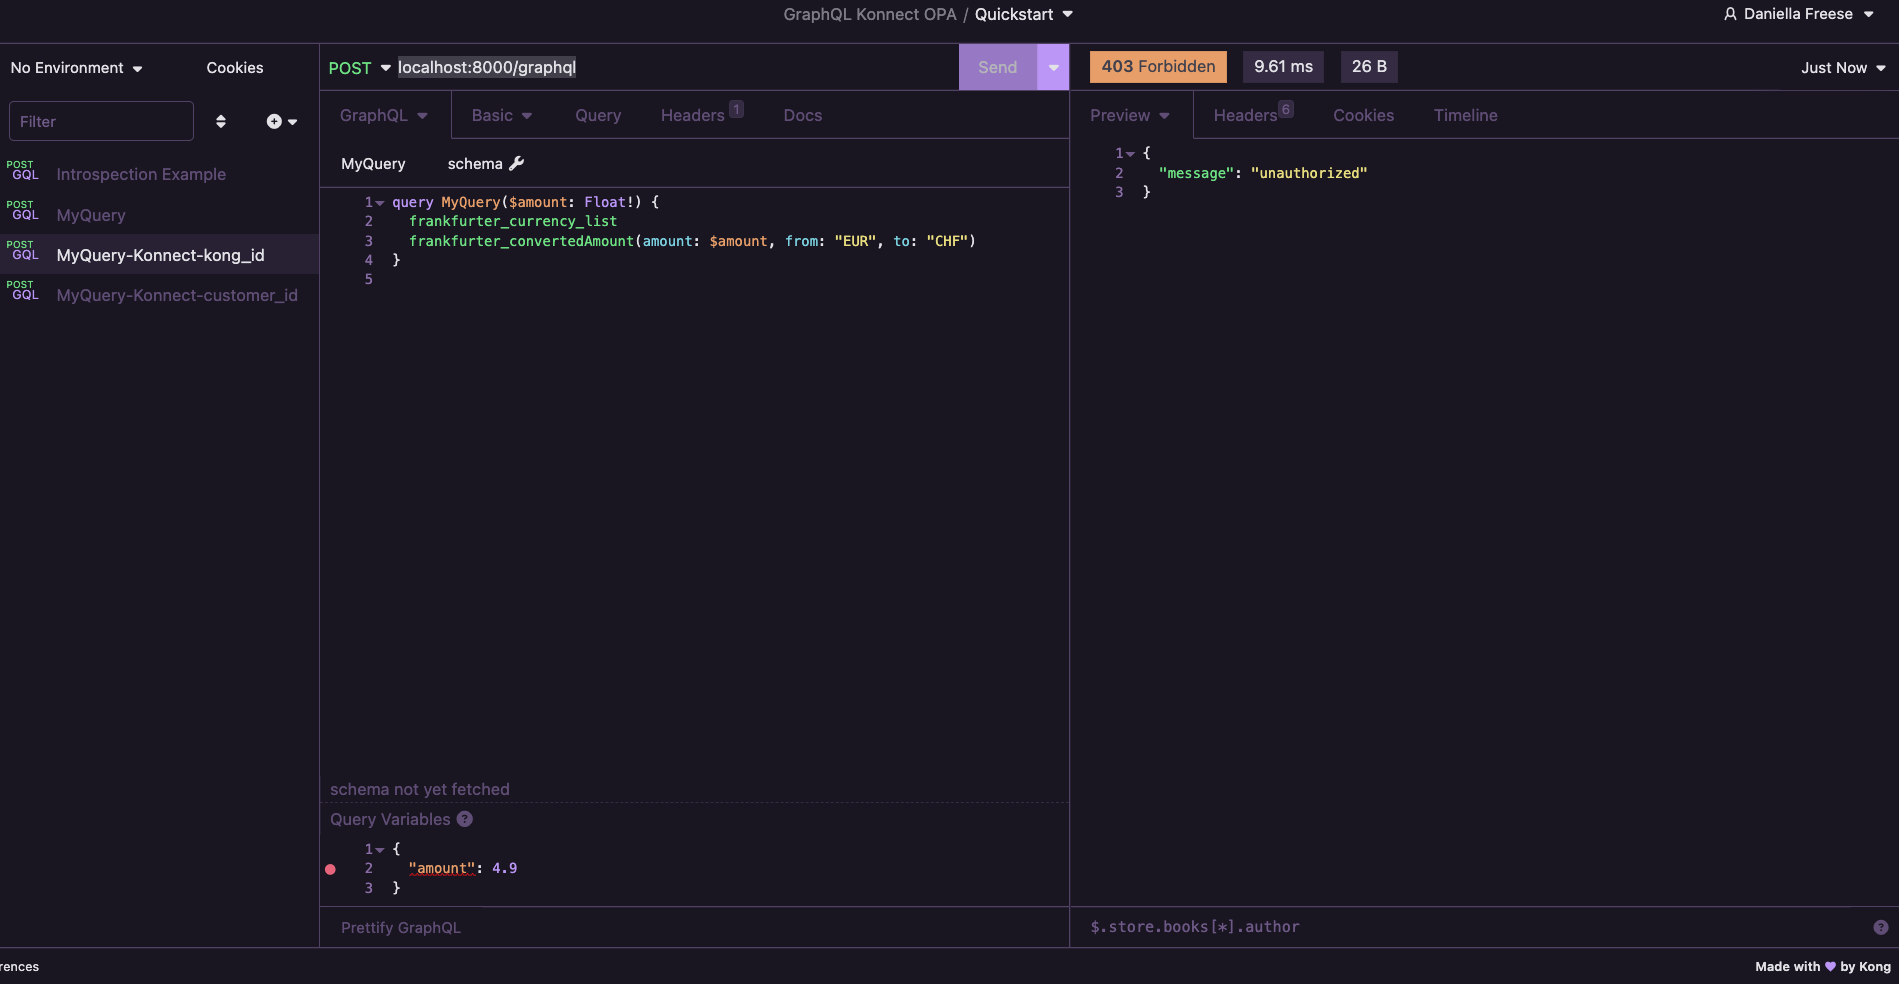 GraphQL Konnect OPA / Quickstart
Daniella Freese
No Environment
Cookies
POST localhost:8000/graphql
Send
403 Forbidden
9.61 ms
26 B
Just Now
Filter
GraphQL
Basic
Query
Headers 1
Docs
Preview
Headers 6
Cookies
Timeline
POST
GQL Introspection Example
POST
GQL MyQuery
POST
GQL MyQuery-Konnect-kong_id
POST
GQL MyQuery-Konnect-customer_id
MyQuery
schema
1 query MyQuery($amount: Float!) {
2 frankfurter_currency_list
3 frankfurter_convertedAmount(amount: $amount, from: "EUR", to: "CHF")
4 }
5
schema not yet fetched
Query Variables ?
1 {
2 "amount": 4.9
3 }
Prettify GraphQL
1 {
2 "message": "unauthorized"
3 }
$.store.books[*].author
?
rences
Made with ♥ by Kong